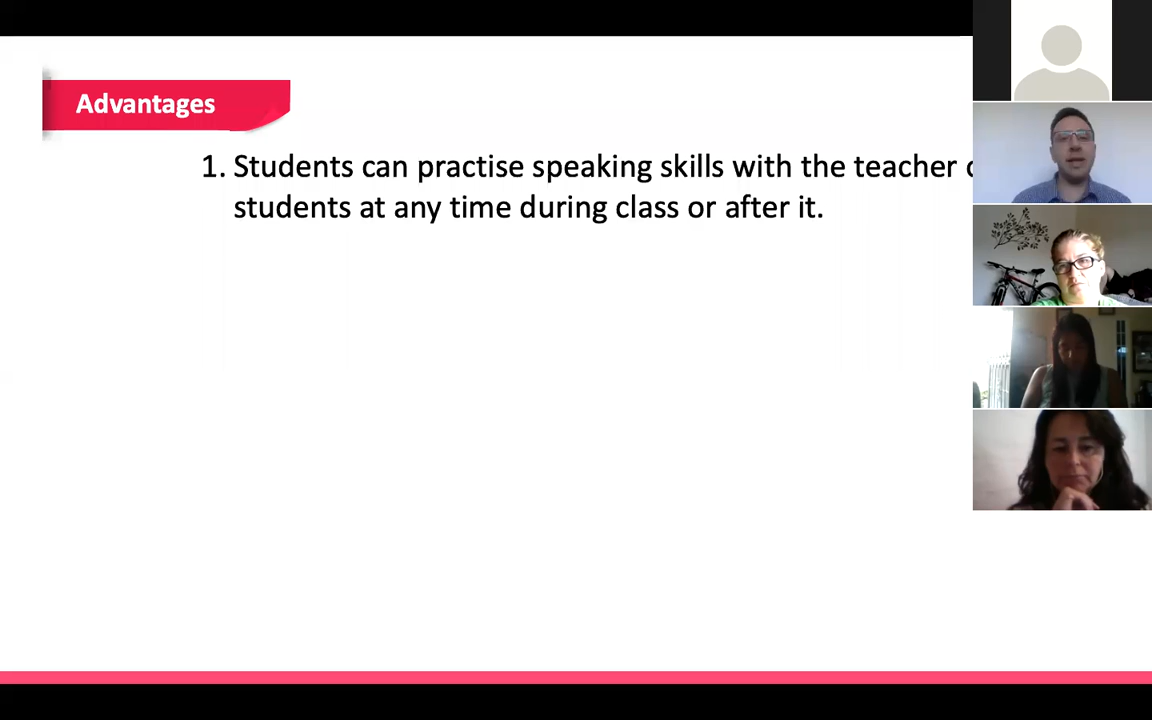 Advantages
1. Students can practise speaking skills with the teacher
students at any time during class or after it.